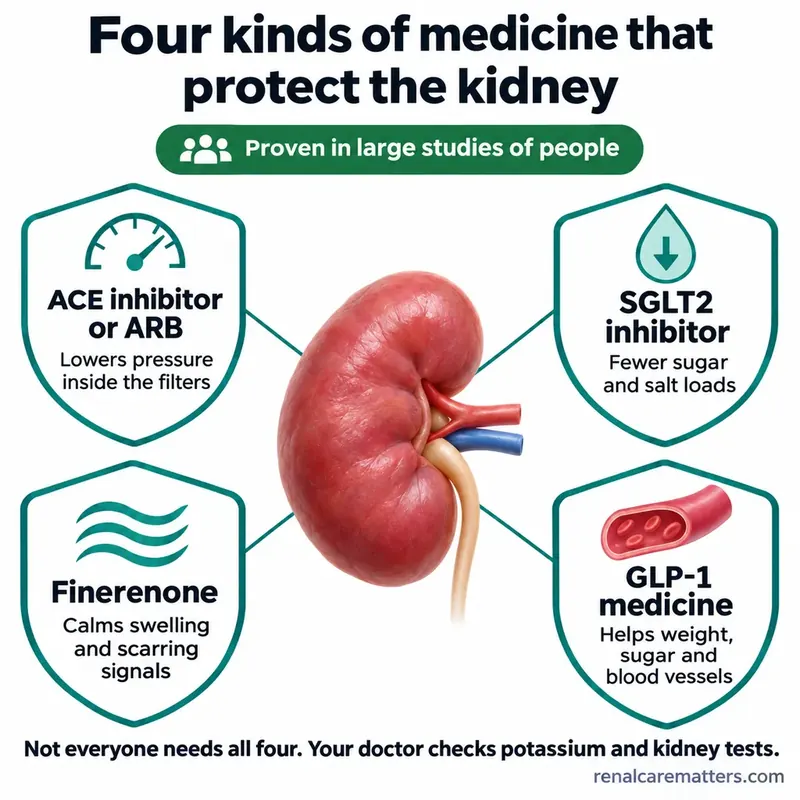 Four kinds of medicine that
protect the kidney
Proven in large studies of people
ACE inhibitor
or ARB
Lowers pressure
inside the filters
SGLT2
inhibitor
Fewer sugar
and salt loads
Finerenone
Calms swelling
and scarring
signals
GLP-1
medicine
Helps weight,
sugar and
blood vessels
Not everyone needs all four. Your doctor checks potassium and kidney tests.
renalcarematters.com